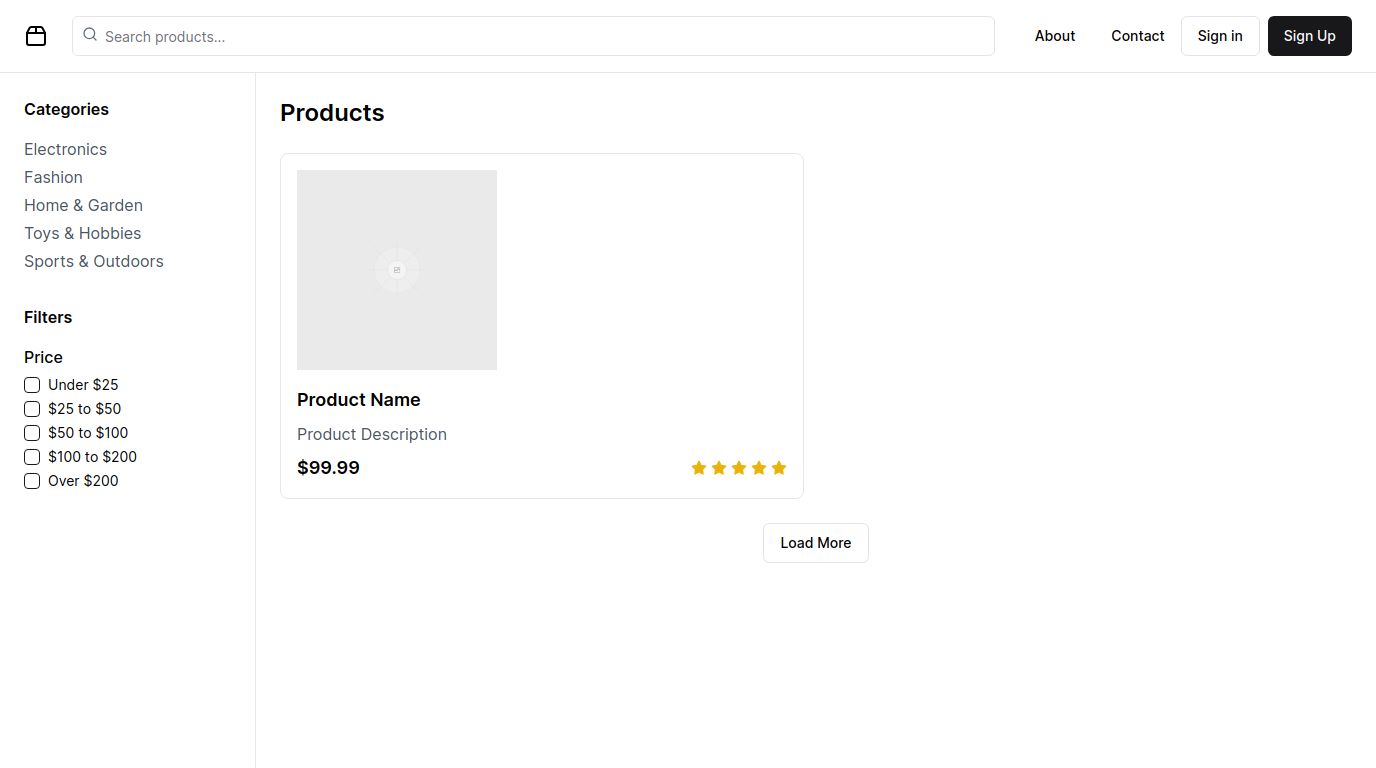 Search products...
About
Contact
Sign in
Sign Up
Categories
Electronics
Fashion
Home & Garden
Toys & Hobbies
Sports & Outdoors
Filters
Price
Under $25
$25 to $50
$50 to $100
$100 to $200
Over $200
Products
Product Name
Product Description
$99.99
Load More